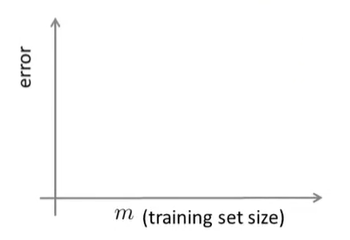 error
m (training set size)